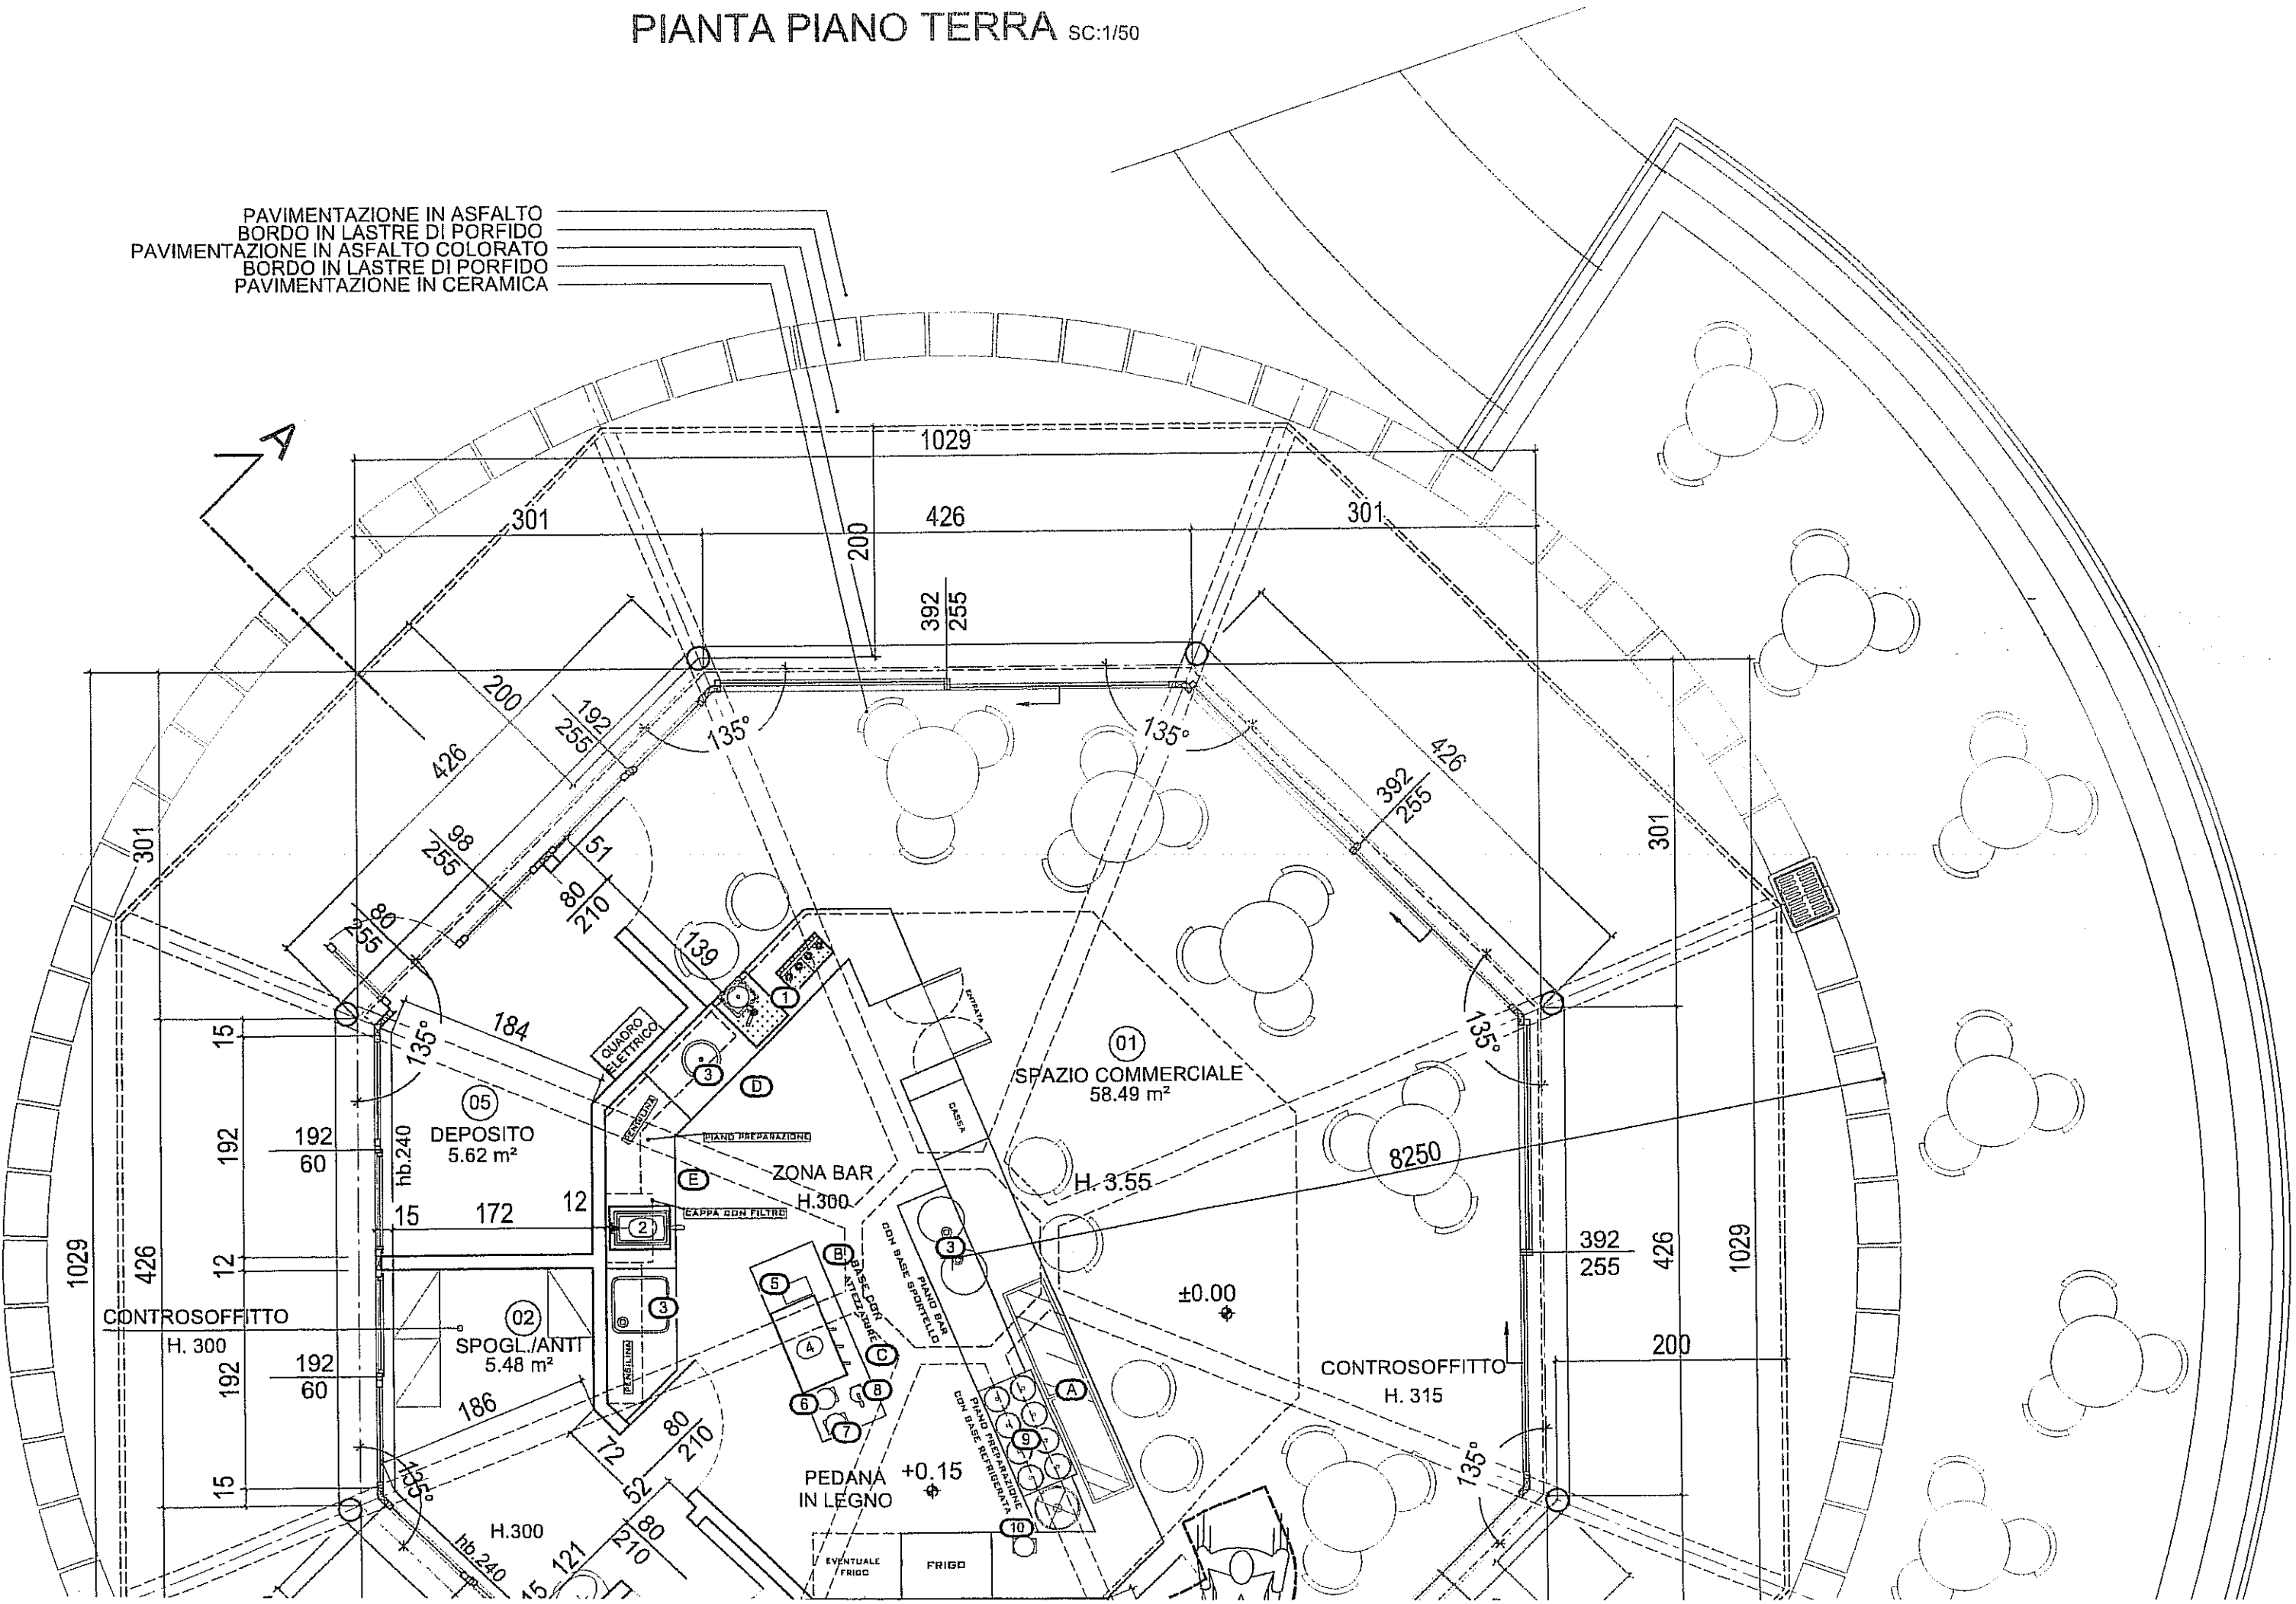 PIANTA PIANO TERRA SC:1/50
PAVIMENTAZIONE IN ASFALTO
BORDO IN LASTRE DI PORFIDO
PAVIMENTAZIONE IN ASFALTO COLORATO
BORDO IN LASTRE DI PORFIDO
PAVIMENTAZIONE IN CERAMICA
A
1029
301
426
301
200
392
255
200
192
255
426
135°
135°
426
392
255
98
255
51
80
210
80
255
139
301
301
15
135°
184
QUADRO
ELETTRICO
1
3
D
ENTRATA
CASSA
01
SPAZIO COMMERCIALE
58.49 m²
135°
05
DEPOSITO
5.62 m²
192
192
60
hb.240
PENSILINA
PIANO PREPARAZIONE
E
ZONA BAR
H.300
H. 3.55
8250
15
172
12
CAPPA CON FILTRO
2
1029
426
12
B
BASE CON
ATTEZZATURE
CON BASE SPORTELLO
PIANO BAR
3
392
255
426
1029
CONTROSOFFITTO
H. 300
02
SPOGL./ANTI
5.48 m²
3
PENSILINA
5
4
C
±0.00
200
CONTROSOFFITTO
H. 315
192
192
60
186
6
8
7
A
9
PIANO PREPARAZIONE
CON BASE REFRIGERATA
72
80
210
52
15
135°
PEDANA
IN LEGNO
+0.15
135°
H.300
hb.240
121
80
210
15
10
EVENTUALE
FRIGO
FRIGO